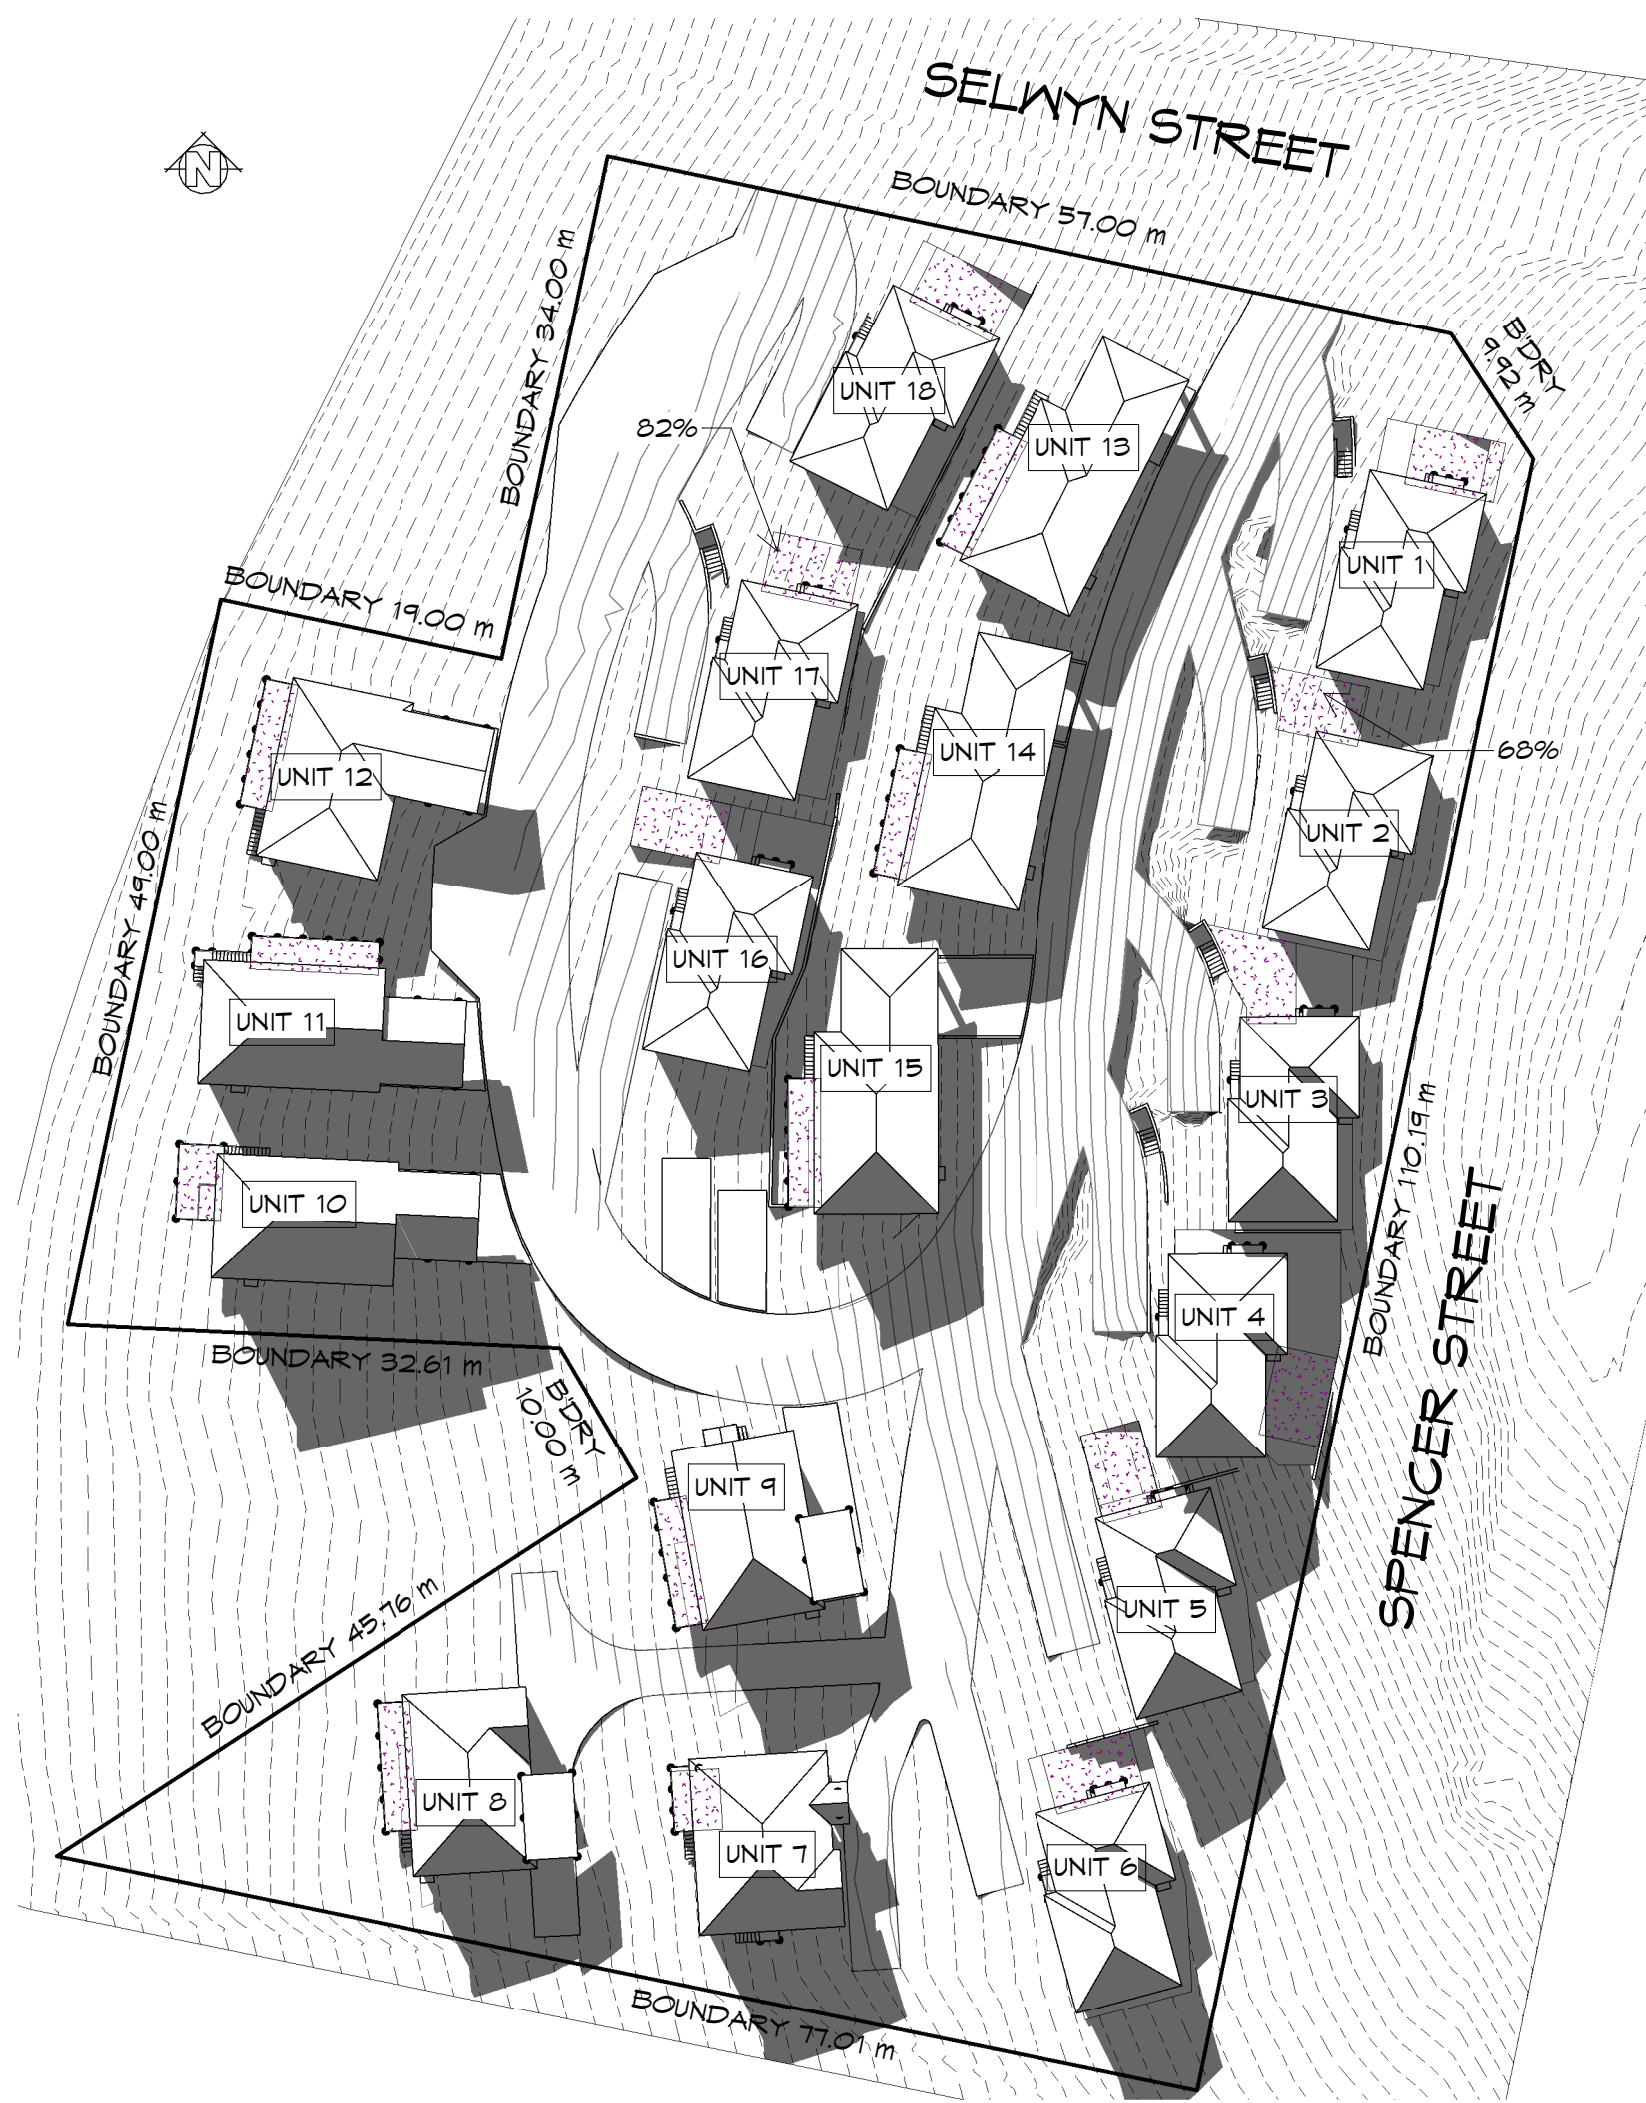 SELWYN STREET
N
BOUNDARY 57.00 m
BOUNDARY 34.00 m
B'DRY
9.92 m
UNIT 18
82%
UNIT 13
UNIT 1
BOUNDARY 19.00 m
UNIT 17
UNIT 14
68%
UNIT 12
UNIT 2
BOUNDARY 49.00 m
UNIT 16
UNIT 11
UNIT 15
UNIT 3
BOUNDARY 110.19 m
UNIT 10
UNIT 4
SPENCER STREET
BOUNDARY 32.61 m
B'DRY
10.00 m
UNIT 9
BOUNDARY 45.76 m
UNIT 5
UNIT 8
UNIT 7
UNIT 6
BOUNDARY 77.01 m